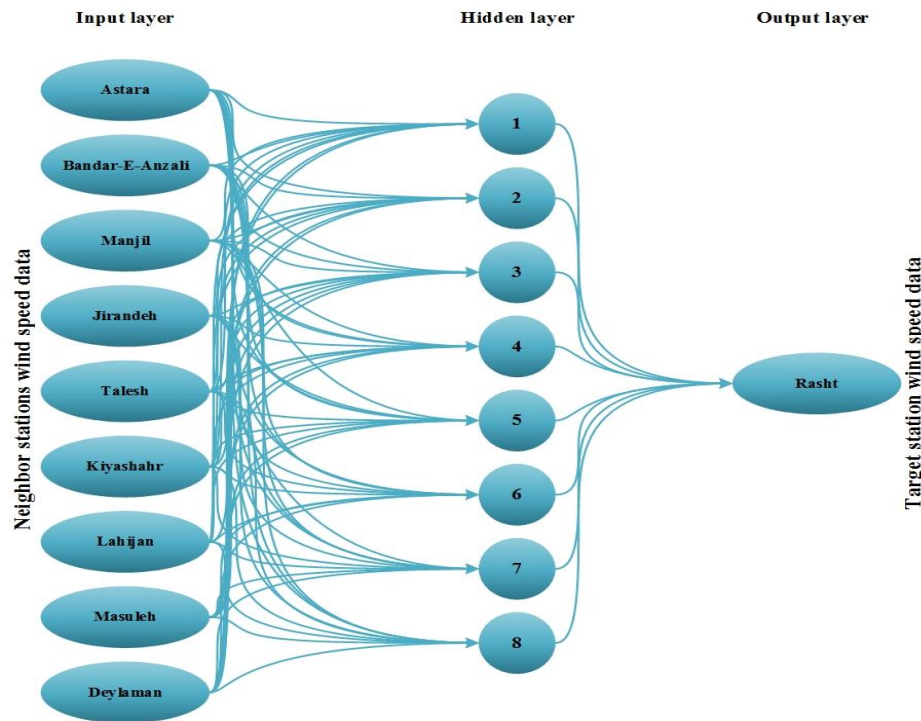 Input layer
Hidden layer
Output layer
Neighbor stations wind speed data
Astara
Bandar-E-Anzali
Manjil
Jirandeh
Talesh
Kiyashahr
Lahijan
Masuleh
Deylaman
1
2
3
4
5
6
7
8
Rasht
Target station wind speed data